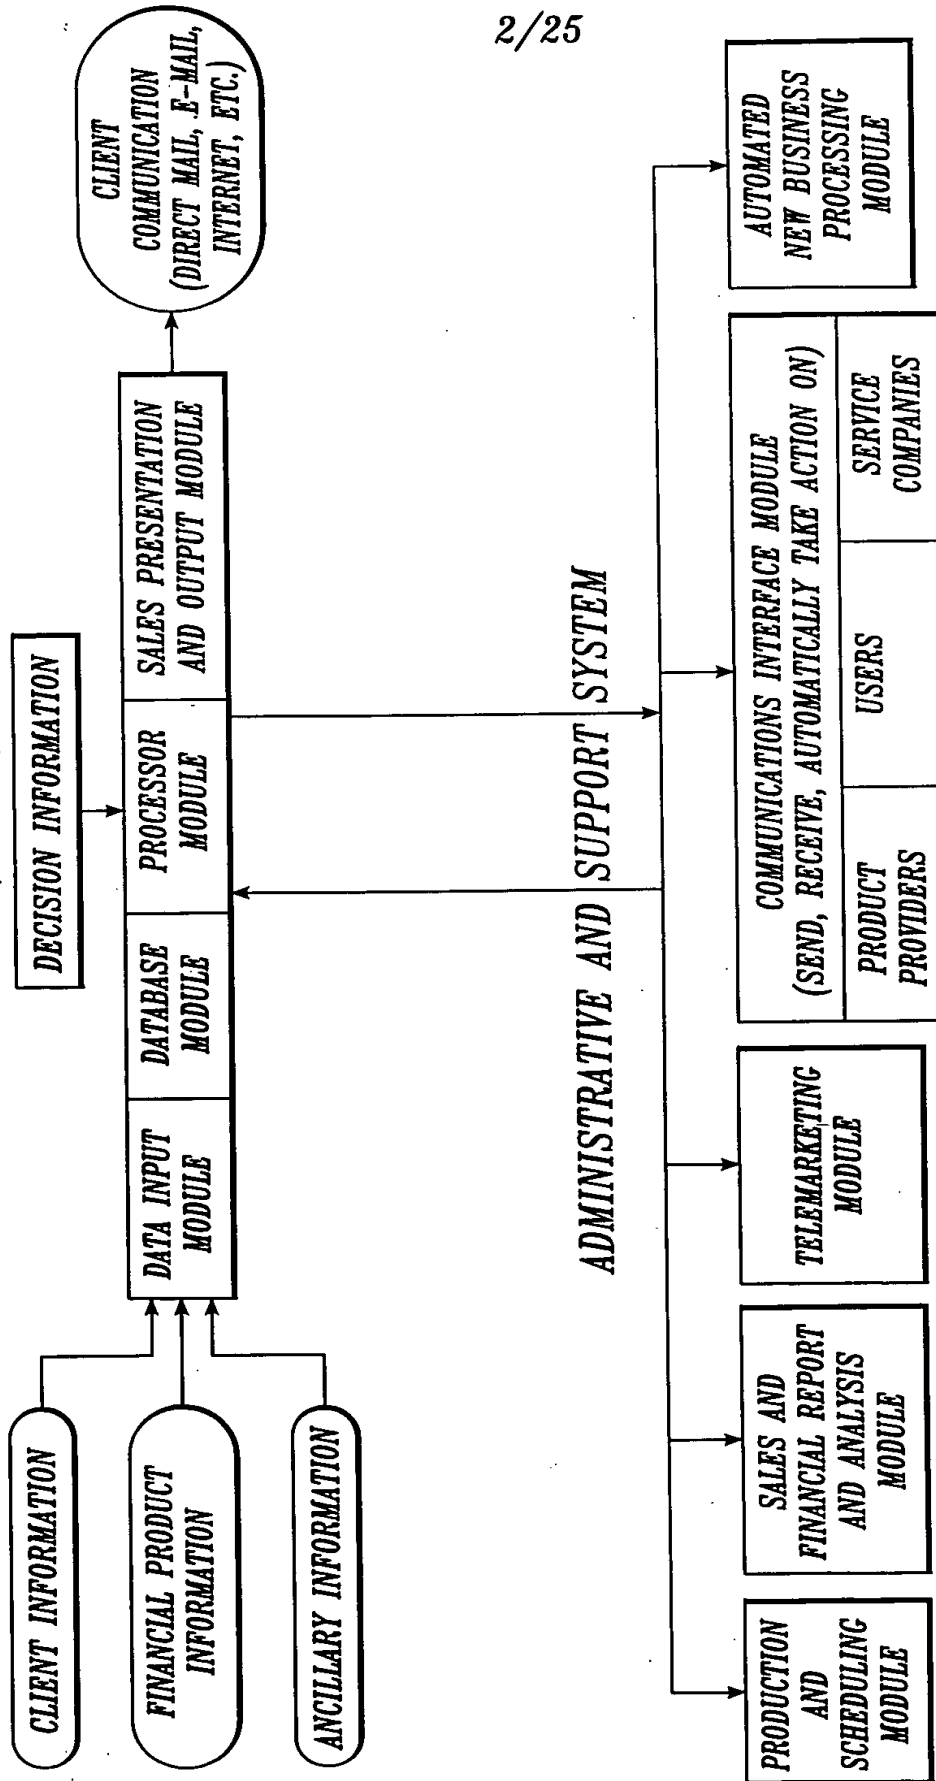 2/25
DECISION INFORMATION
CLIENT INFORMATION
FINANCIAL PRODUCT
INFORMATION
ANCILLARY INFORMATION
DATA INPUT
MODULE
DATABASE
MODULE
PROCESSOR
MODULE
SALES PRESENTATION
AND OUTPUT MODULE
CLIENT
COMMUNICATION
(DIRECT MAIL, E-MAIL,
INTERNET, ETC.)
ADMINISTRATIVE AND SUPPORT SYSTEM
PRODUCTION
AND
SCHEDULING
MODULE
SALES AND
FINANCIAL REPORT
AND ANALYSIS
MODULE
TELEMARKETING
MODULE
COMMUNICATIONS INTERFACE MODULE
(SEND, RECEIVE, AUTOMATICALLY TAKE ACTION ON)
PRODUCT
PROVIDERS
USERS
SERVICE
COMPANIES
AUTOMATED
NEW BUSINESS
PROCESSING
MODULE